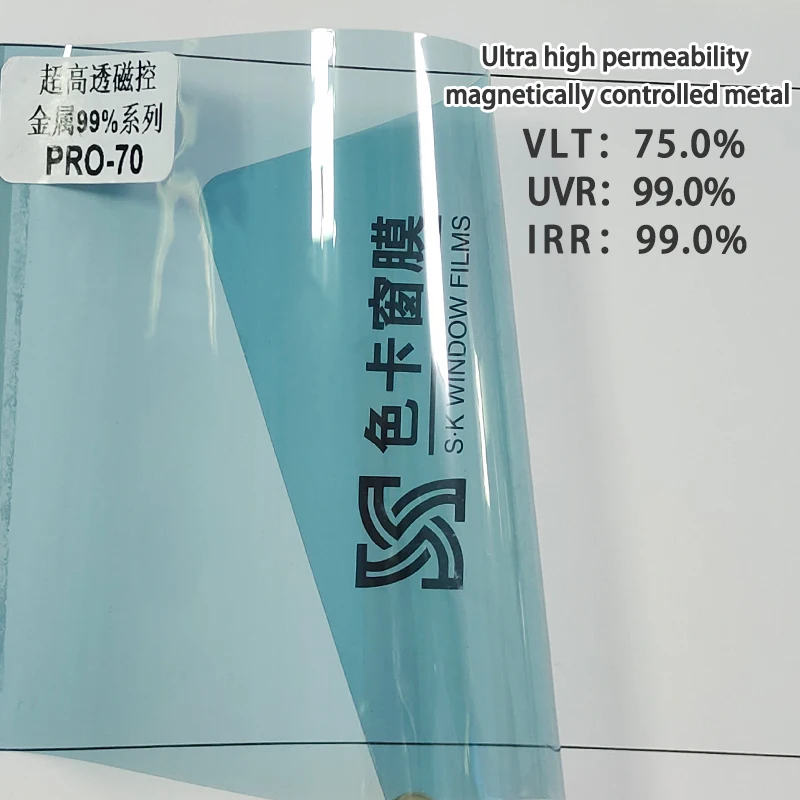 超高透磁控
金属99%系列
PRO-70
Ultra high permeability
magnetically controlled metal
VLT: 75.0%
UVR: 99.0%
IRR: 99.0%
色卡窗膜
S·K WINDOW FILMS